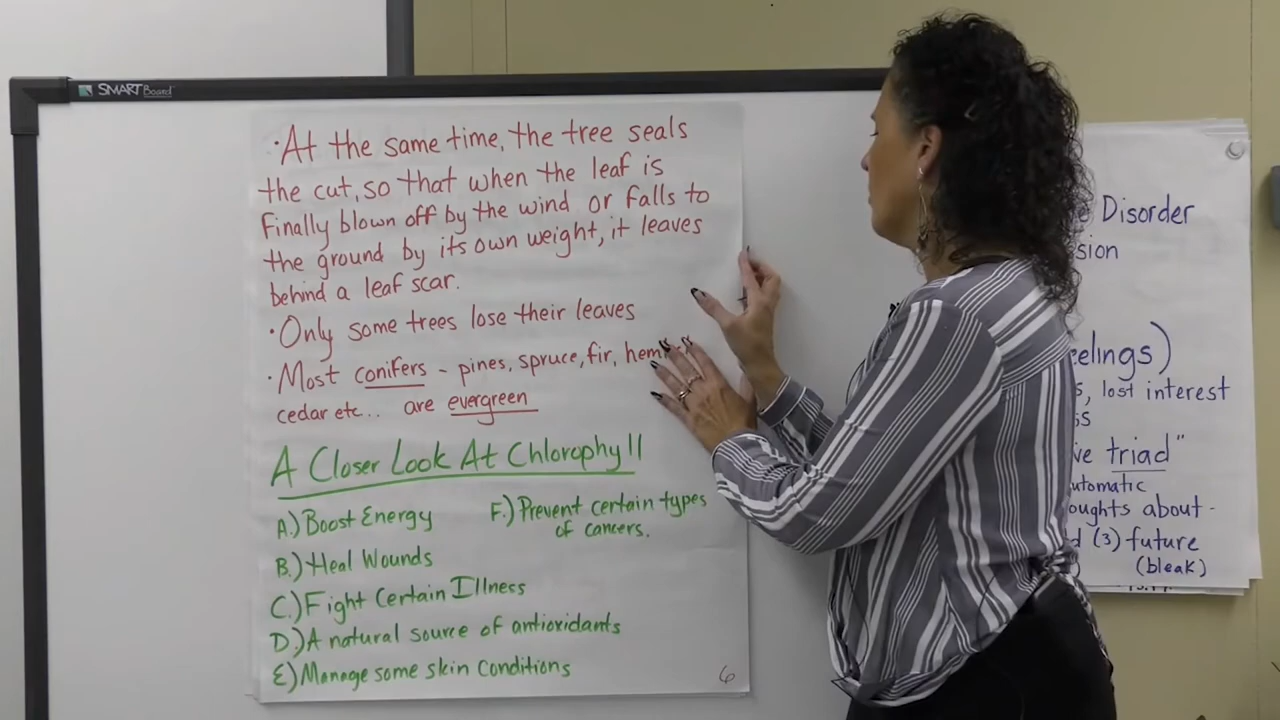 SMART Board
· At the same time, the tree seals
the cut, so that when the leaf is
finally blown off by the wind or falls to
the ground by its own weight, it leaves
behind a leaf scar.
· Only some trees lose their leaves
· Most conifers - pines, spruce, fir,
cedar etc... are evergreen
A Closer Look At Chlorophyll
A.) Boost Energy
B.) Heal Wounds
C.) Fight Certain Illness
D.) A natural source of antioxidants
E.) Manage some skin conditions
F.) Prevent certain types
of cancers.
6
Disorder
lost interest
triad"
about -
(3) future
(bleak)